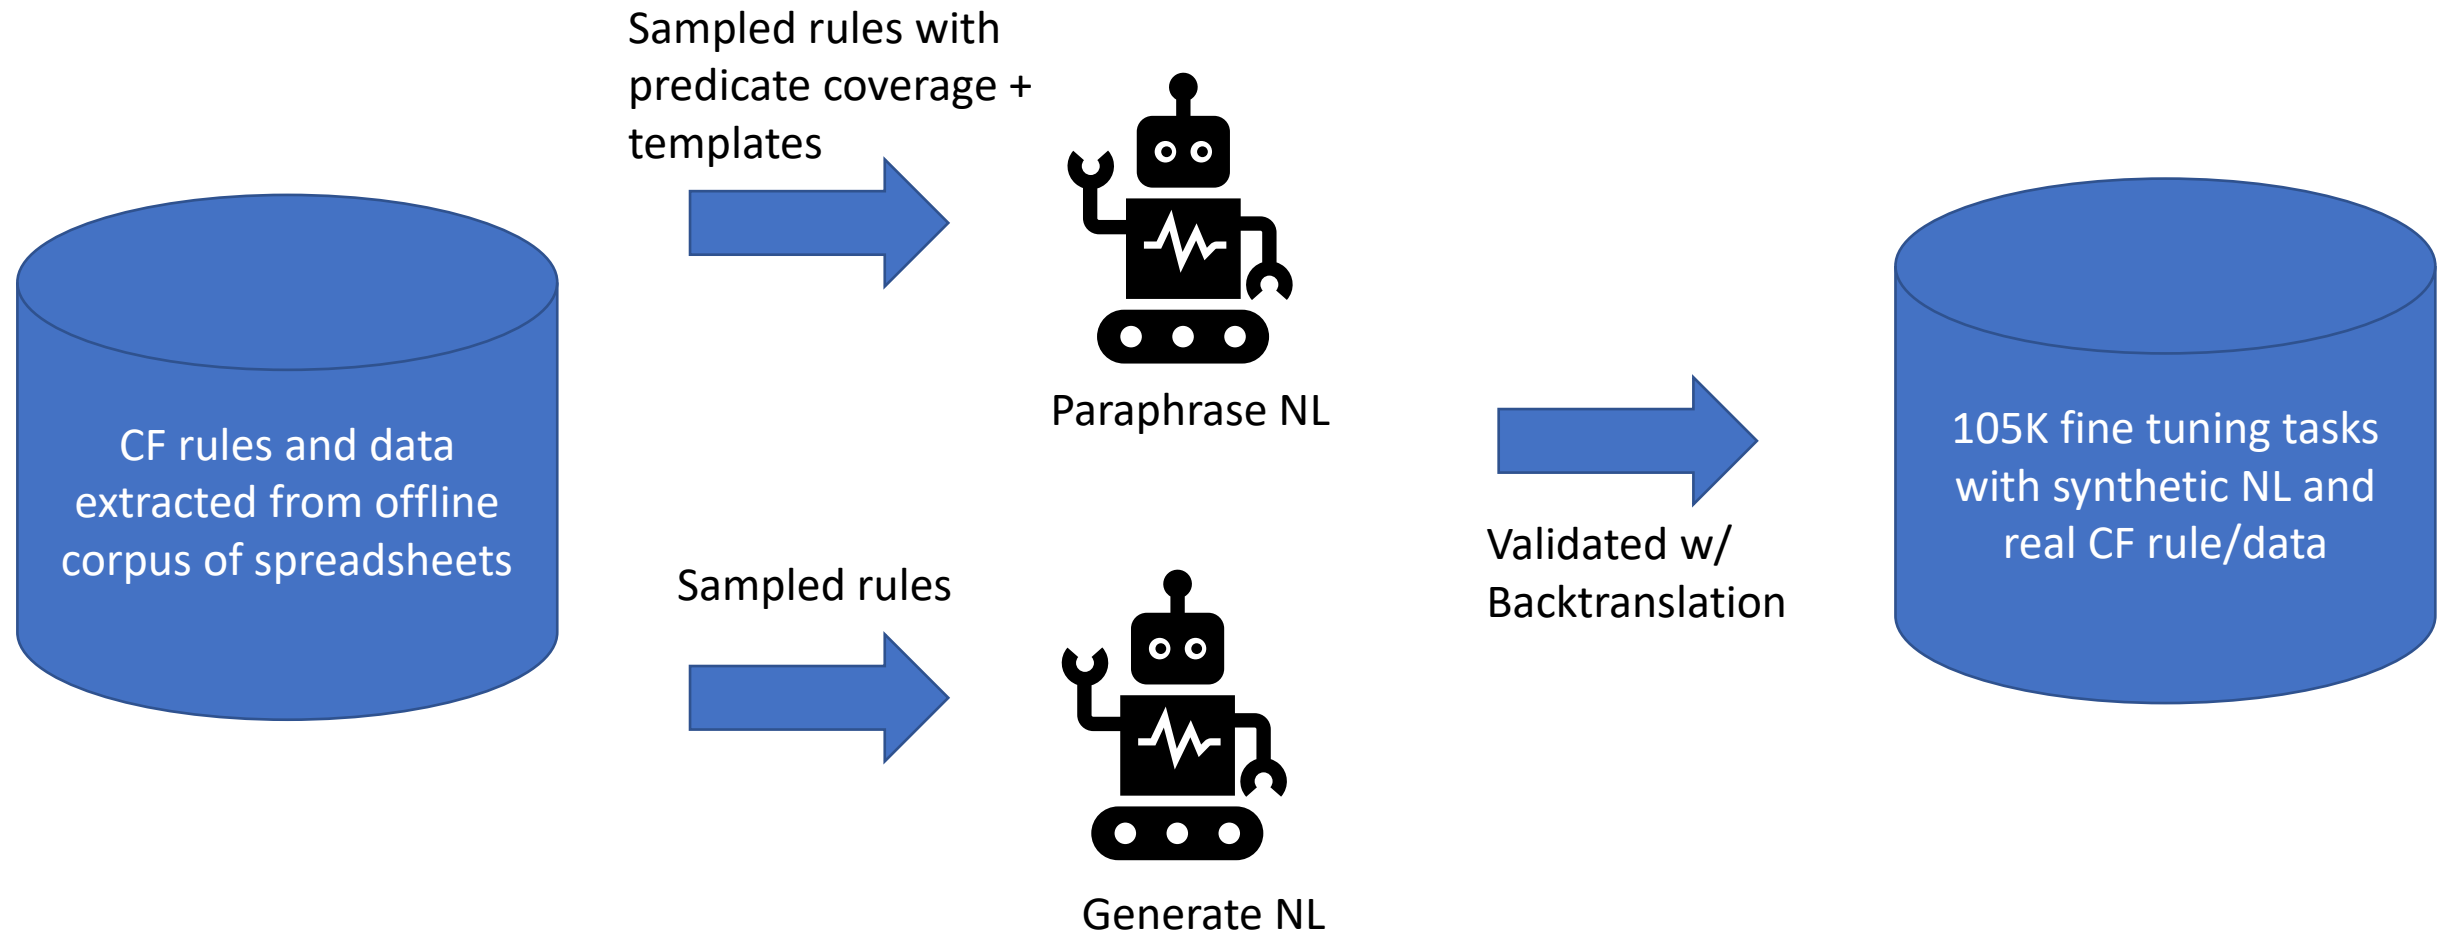 Sampled rules with
predicate coverage +
templates
CF rules and data
extracted from offline
corpus of spreadsheets
Paraphrase NL
Sampled rules
Generate NL
Validated w/
Backtranslation
105K fine tuning tasks
with synthetic NL and
real CF rule/data